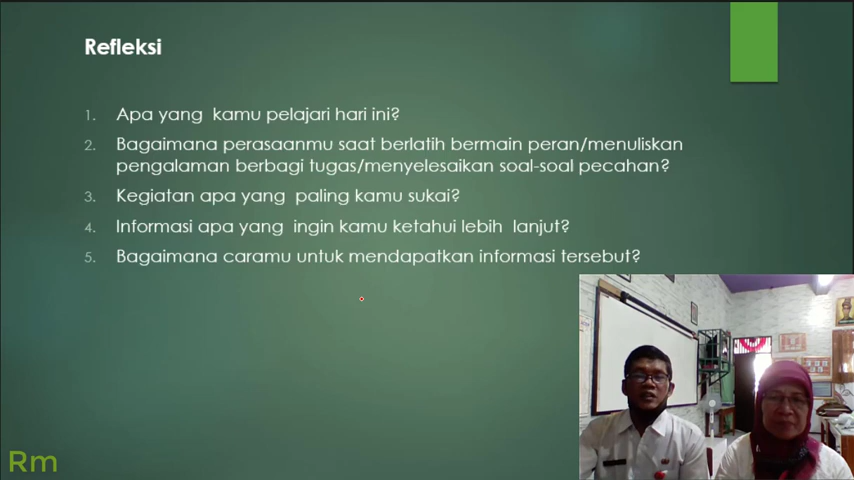 Refleksi
1. Apa yang kamu pelajari hari ini?
2. Bagaimana perasaanmu saat berlatih bermain peran/menuliskan
pengalaman berbagi tugas/menyelesaikan soal-soal pecahan?
3. Kegiatan apa yang paling kamu sukai?
4. Informasi apa yang ingin kamu ketahui lebih lanjut?
5. Bagaimana caramu untuk mendapatkan informasi tersebut?
Rm